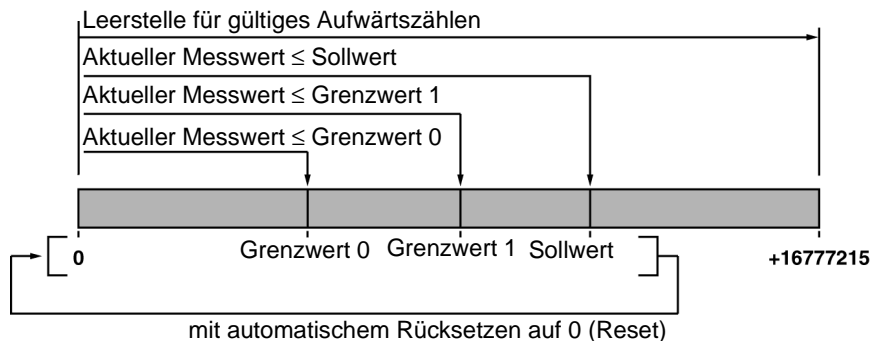 Leerstelle für gültiges Aufwärtszählen
Aktueller Messwert ≤ Sollwert
Aktueller Messwert ≤ Grenzwert 1
Aktueller Messwert ≤ Grenzwert 0
0 Grenzwert 0 Grenzwert 1 Sollwert +16777215
mit automatischem Rücksetzen auf 0 (Reset)